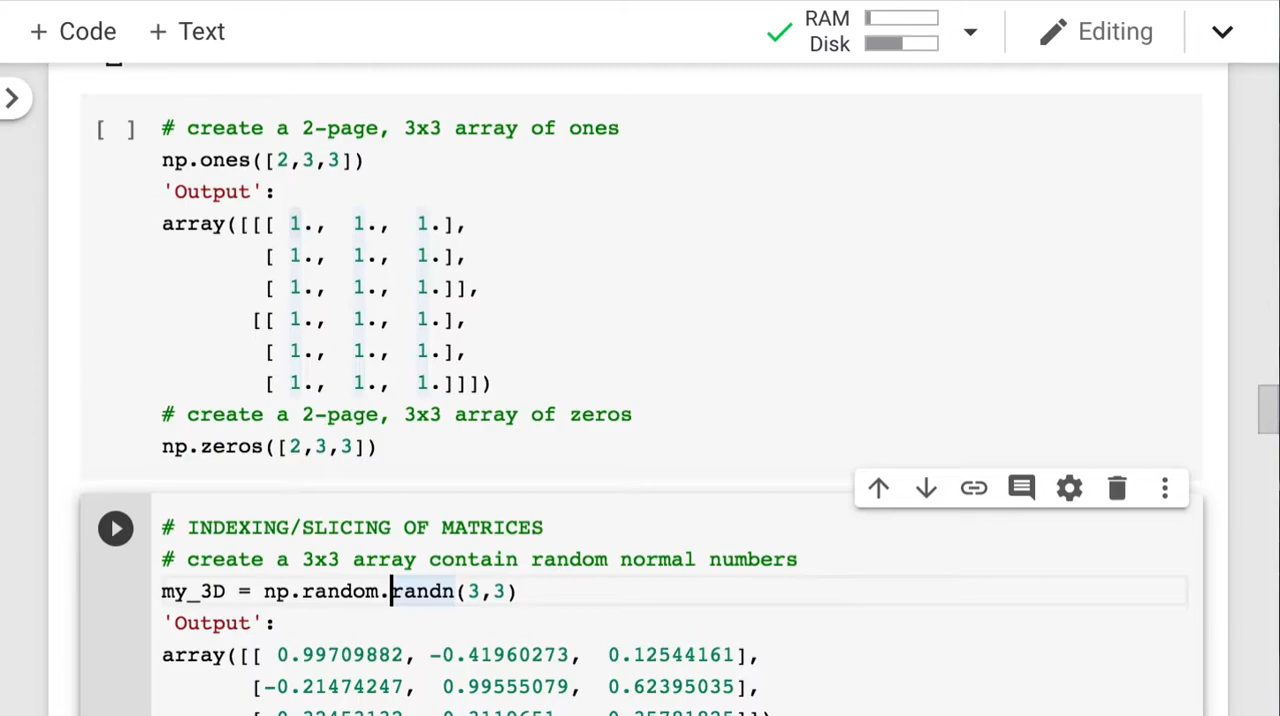 + Code + Text
RAM
Disk
Editing
[ ] # create a 2-page, 3x3 array of ones
np.ones([2,3,3])
'Output':
array([[[ 1., 1., 1.],
[ 1., 1., 1.],
[ 1., 1., 1.]],
[[ 1., 1., 1.],
[ 1., 1., 1.],
[ 1., 1., 1.]]])
# create a 2-page, 3x3 array of zeros
np.zeros([2,3,3])
# INDEXING/SLICING OF MATRICES
# create a 3x3 array contain random normal numbers
my_3D = np.random.randn(3,3)
'Output':
array([[ 0.99709882, -0.41960273, 0.12544161],
[-0.21474247, 0.99555079, 0.62395035],